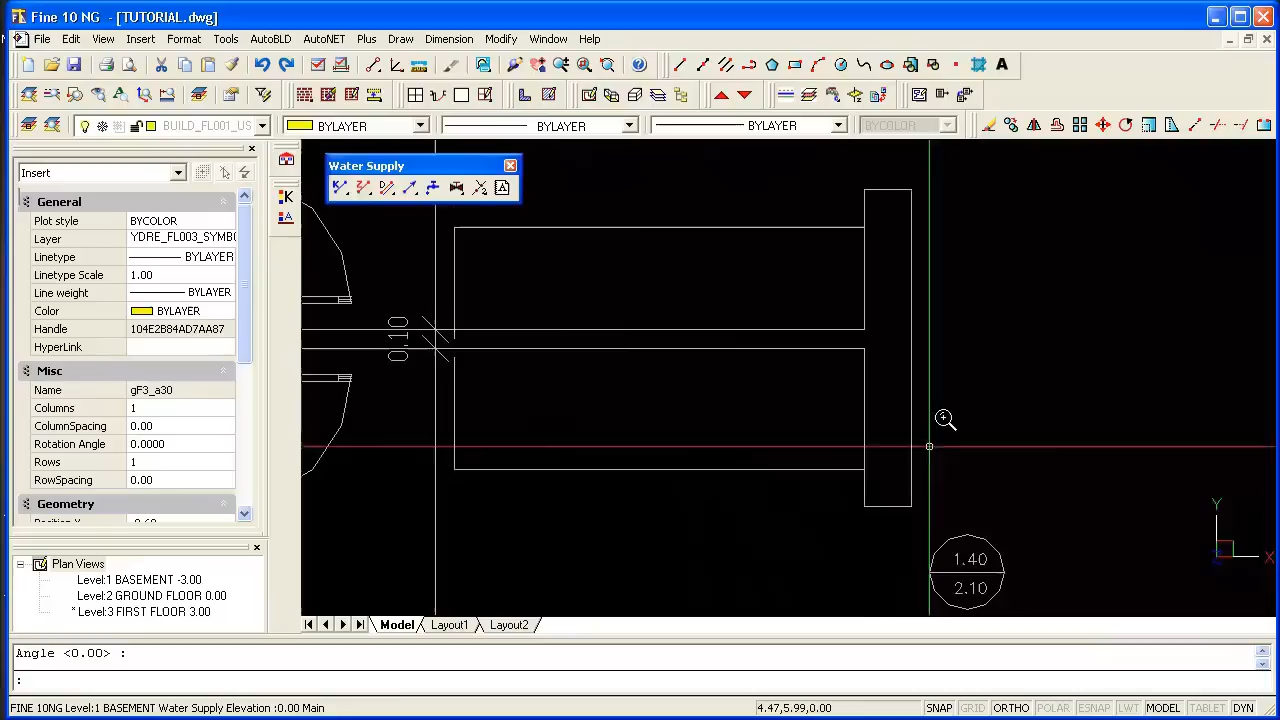 Fine 10 NG - [TUTORIAL.dwg]
File Edit View Insert Format Tools AutoBLD AutoNET Plus Draw Dimension Modify Window Help
BUILD_FL001_US
BYLAYER
BYLAYER
BYLAYER
BYCOLOR
Insert
General
Plot style BYCOLOR
Layer YDRE_FL003_SYMBO
Linetype BYLAYER
Linetype Scale 1.00
Line weight BYLAYER
Color BYLAYER
Handle 104E2B84AD7AA87
HyperLink
Misc
Name gF3_a30
Columns 1
ColumnSpacing 0.00
Rotation Angle 0.0000
Rows 1
RowSpacing 0.00
Geometry
Plan Views
Level:1 BASEMENT -3.00
Level:2 GROUND FLOOR 0.00
* Level:3 FIRST FLOOR 3.00
Water Supply
0.10
1.40
2.10
Y
X
Model Layout1 Layout2
Angle <0.00> :
:
FINE 10NG Level:1 BASEMENT Water Supply Elevation :0.00 Main
4.47,5.99,0.00
SNAP GRID ORTHO POLAR ESNAP LWT MODEL TABLET DYN